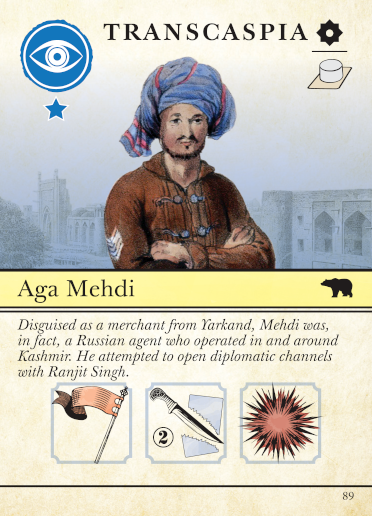 TRANSCASPIA
Aga Mehdi
Disguised as a merchant from Yarkand, Mehdi was,
in fact, a Russian agent who operated in and around
Kashmir. He attempted to open diplomatic channels
with Ranjit Singh.
2
89